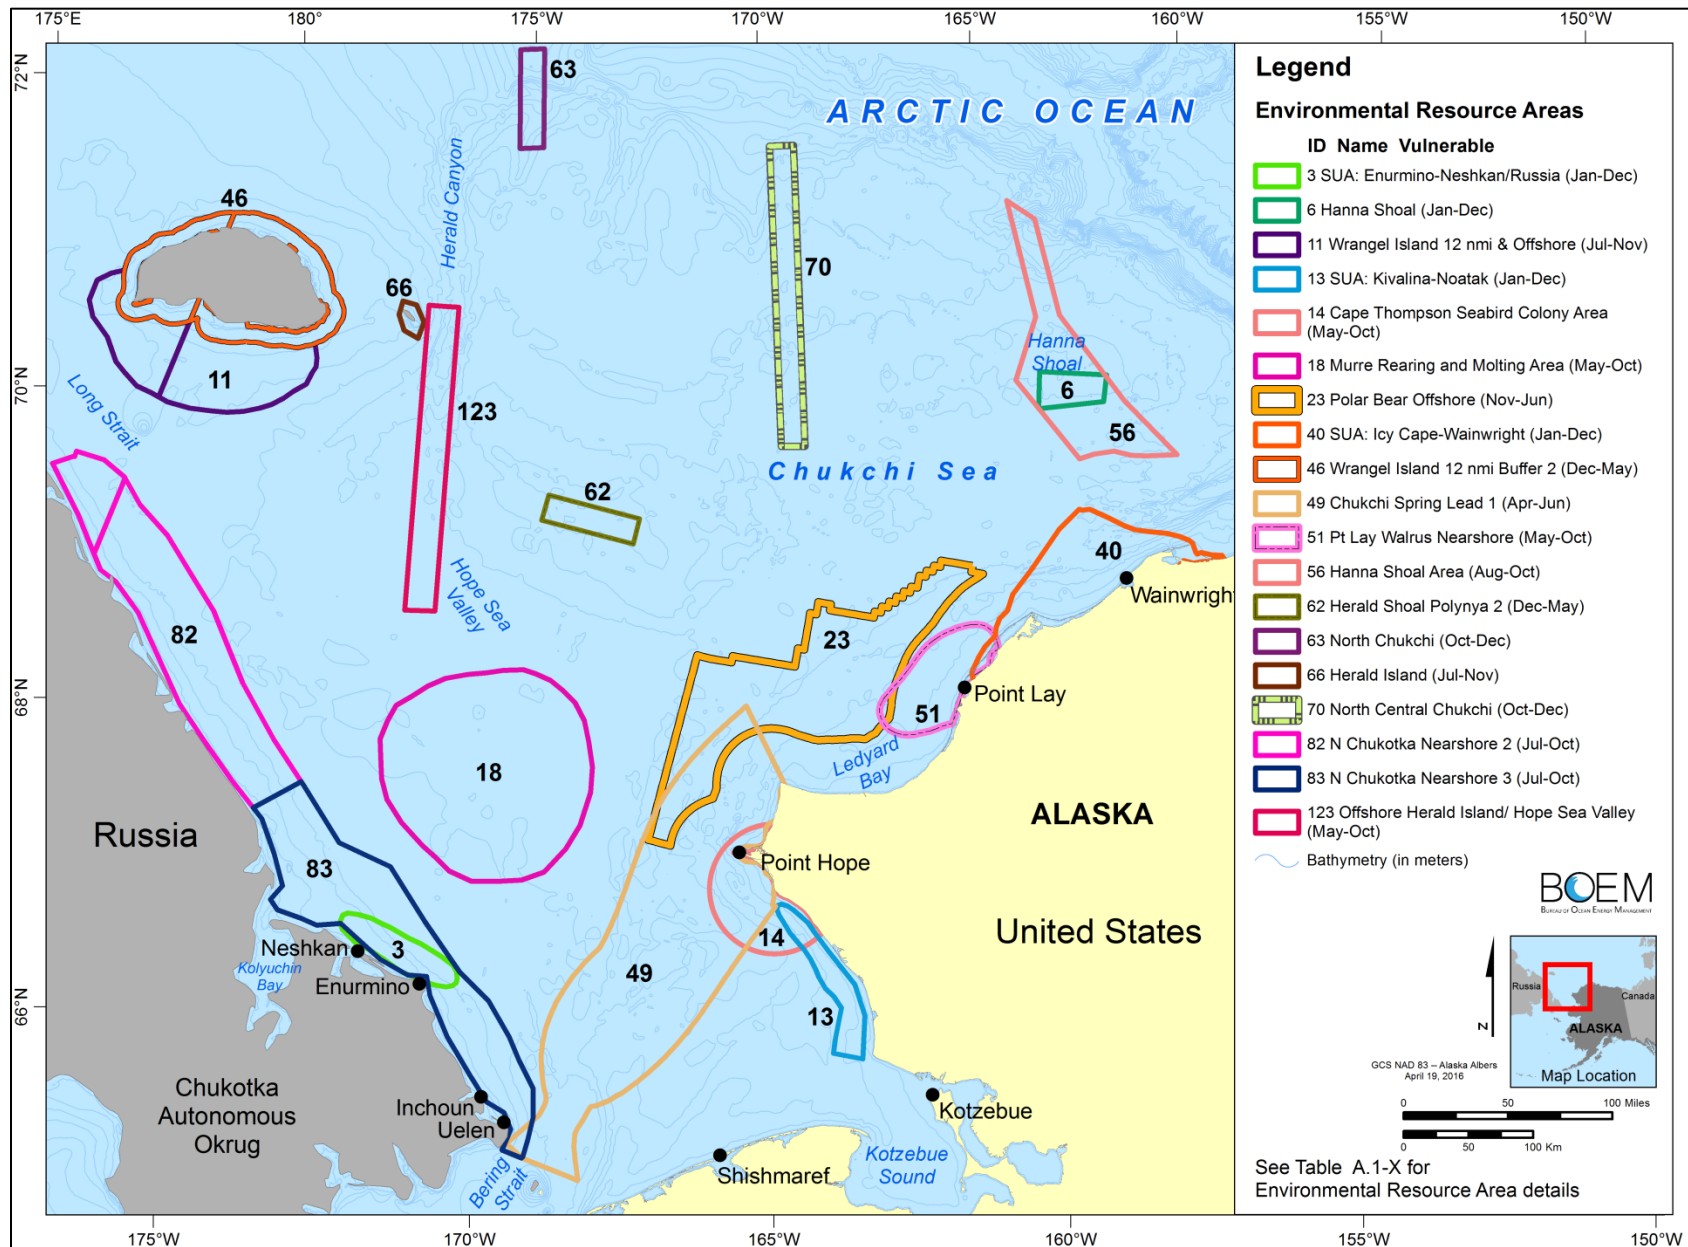 175°E 180° 175°W 170°W 165°W 160°W 155°W 150°W
72°N
70°N
68°N
66°N
63
ARCTIC OCEAN
Herald Canyon
46
66
70
11
Long Strait
123
Hanna
Shoal
6
56
Chukchi Sea
62
40
Wainwright
Hope Sea
Valley
82
23
51
Point Lay
18
Ledyard
Bay
Russia
ALASKA
83
Point Hope
14
United States
Neshkan
3
Kolyuchin
Bay
Enurmino
49
13
Chukotka
Autonomous
Okrug
Inchoun
Uelen
Bering
Strait
Kotzebue
Kotzebue
Sound
Shishmaref
175°W 170°W 165°W 160°W 155°W 150°W
Legend
Environmental Resource Areas
ID Name Vulnerable
3 SUA: Enurmino-Neshkan/Russia (Jan-Dec)
6 Hanna Shoal (Jan-Dec)
11 Wrangel Island 12 nmi & Offshore (Jul-Nov)
13 SUA: Kivalina-Noatak (Jan-Dec)
14 Cape Thompson Seabird Colony Area
(May-Oct)
18 Murre Rearing and Molting Area (May-Oct)
23 Polar Bear Offshore (Nov-Jun)
40 SUA: Icy Cape-Wainwright (Jan-Dec)
46 Wrangel Island 12 nmi Buffer 2 (Dec-May)
49 Chukchi Spring Lead 1 (Apr-Jun)
51 Pt Lay Walrus Nearshore (May-Oct)
56 Hanna Shoal Area (Aug-Oct)
62 Herald Shoal Polynya 2 (Dec-May)
63 North Chukchi (Oct-Dec)
66 Herald Island (Jul-Nov)
70 North Central Chukchi (Oct-Dec)
82 N Chukotka Nearshore 2 (Jul-Oct)
83 N Chukotka Nearshore 3 (Jul-Oct)
123 Offshore Herald Island/ Hope Sea Valley
(May-Oct)
Bathymetry (in meters)
BOEM
BUREAU OF OCEAN ENERGY MANAGEMENT
Russia
Canada
ALASKA
Map Location
N
GCS NAD 83 – Alaska Albers
April 19, 2016
0 50 100 Miles
0 50 100 Km
See Table A.1-X for
Environmental Resource Area details